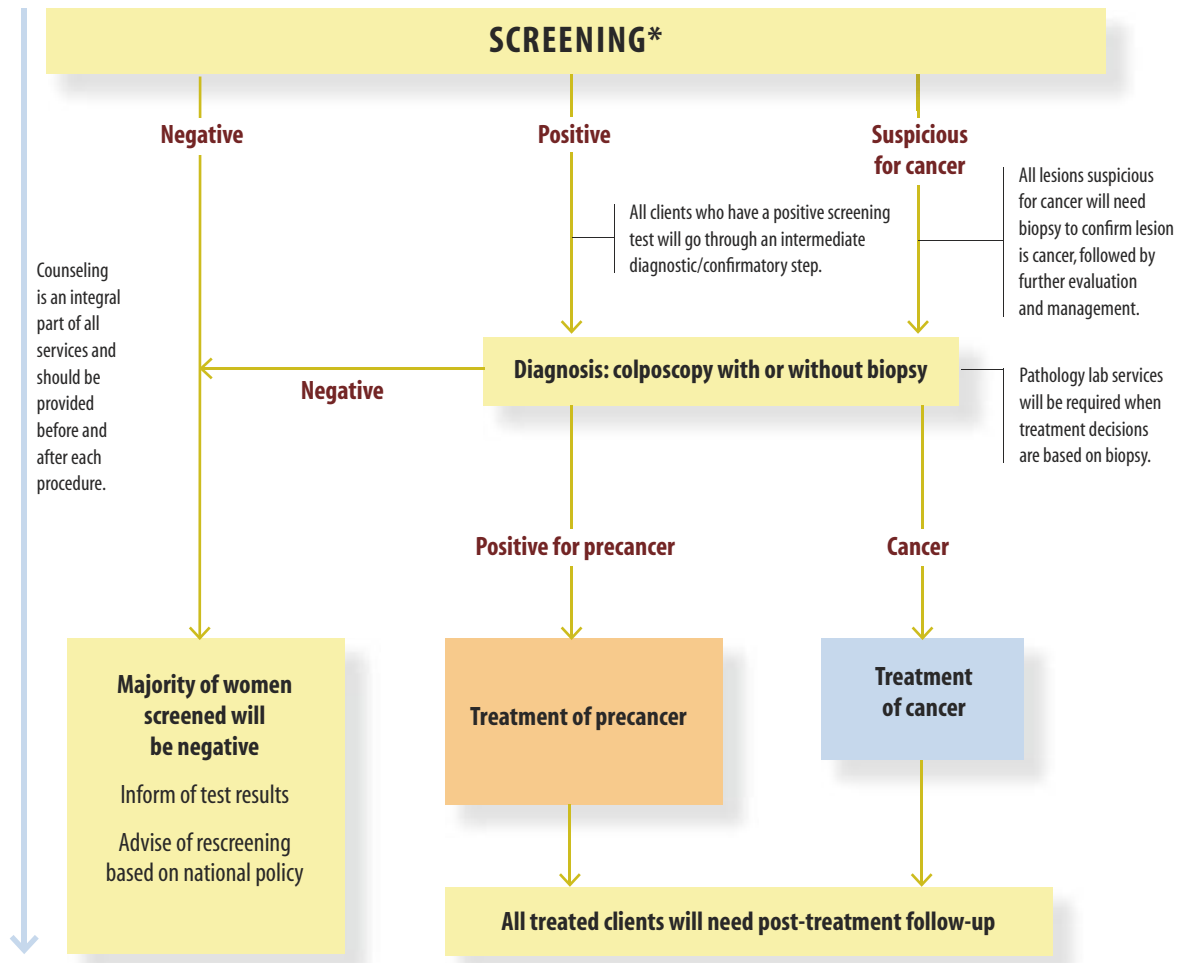 SCREENING*
Negative
Positive
Suspicious
for cancer
All lesions suspicious
for cancer will need
biopsy to confirm lesion
is cancer, followed by
further evaluation
and management.
All clients who have a positive screening
test will go through an intermediate
diagnostic/confirmatory step.
Counseling
is an integral
part of all
services and
should be
provided
before and
after each
procedure.
Diagnosis: colposcopy with or without biopsy
Negative
Pathology lab services
will be required when
treatment decisions
are based on biopsy.
Positive for precancer
Cancer
Majority of women
screened will
be negative
Inform of test results
Advise of rescreening
based on national policy
Treatment of precancer
Treatment
of cancer
All treated clients will need post-treatment follow-up